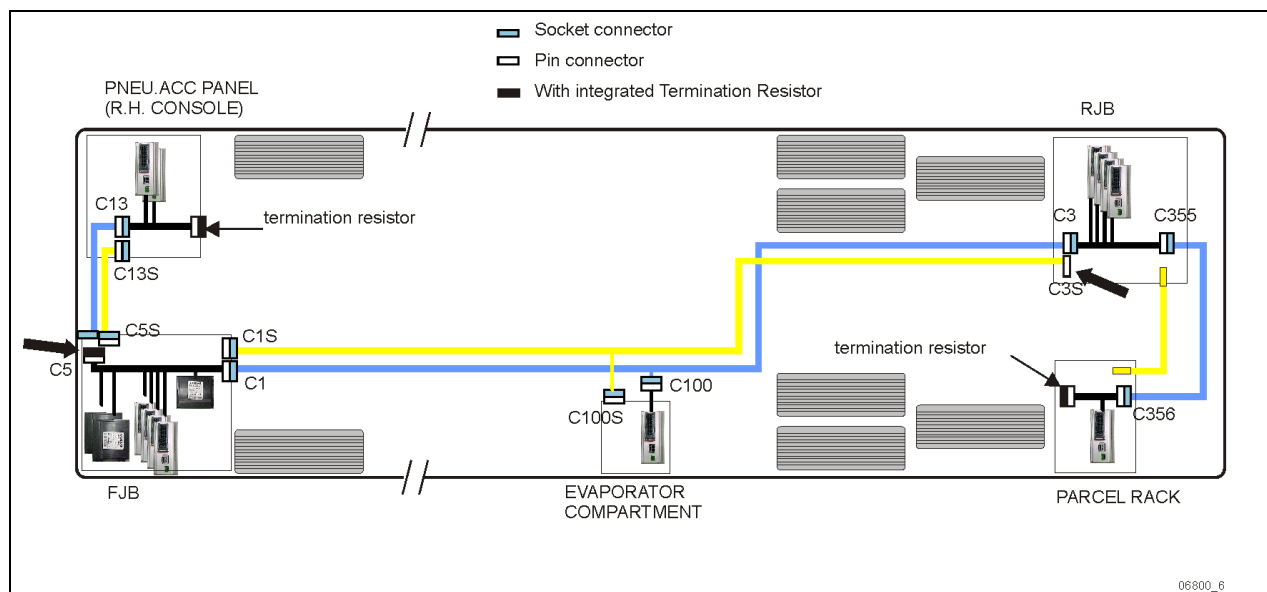 Socket connector
Pin connector
With integrated Termination Resistor
PNEU.ACC PANEL
(R.H. CONSOLE)
RJB
C13
termination resistor
C13S
C3
C355
C3S
C5S
C5
C1S
C1
C100
C100S
termination resistor
C356
FJB
EVAPORATOR
COMPARTMENT
PARCEL RACK
06800_6